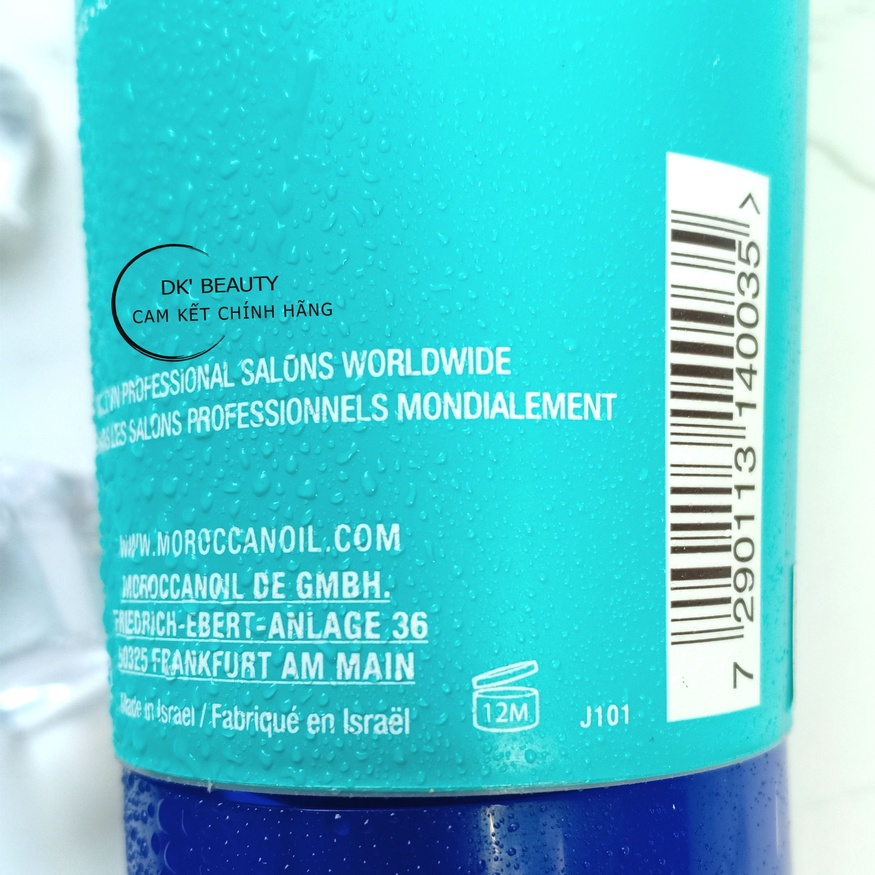 DK' BEAUTY
CAM KẾT CHÍNH HÃNG
PROFESSIONAL SALONS WORLDWIDE
LES SALONS PROFESSIONNELS MONDIALEMENT
WWW.MOROCCANOIL.COM
MOROCCANOIL DE GMBH.
FRIEDRICH-EBERT-ANLAGE 36
60325 FRANKFURT AM MAIN
Made in Israel / Fabriqué en Israël
12M
J101
7 290113 140035 >